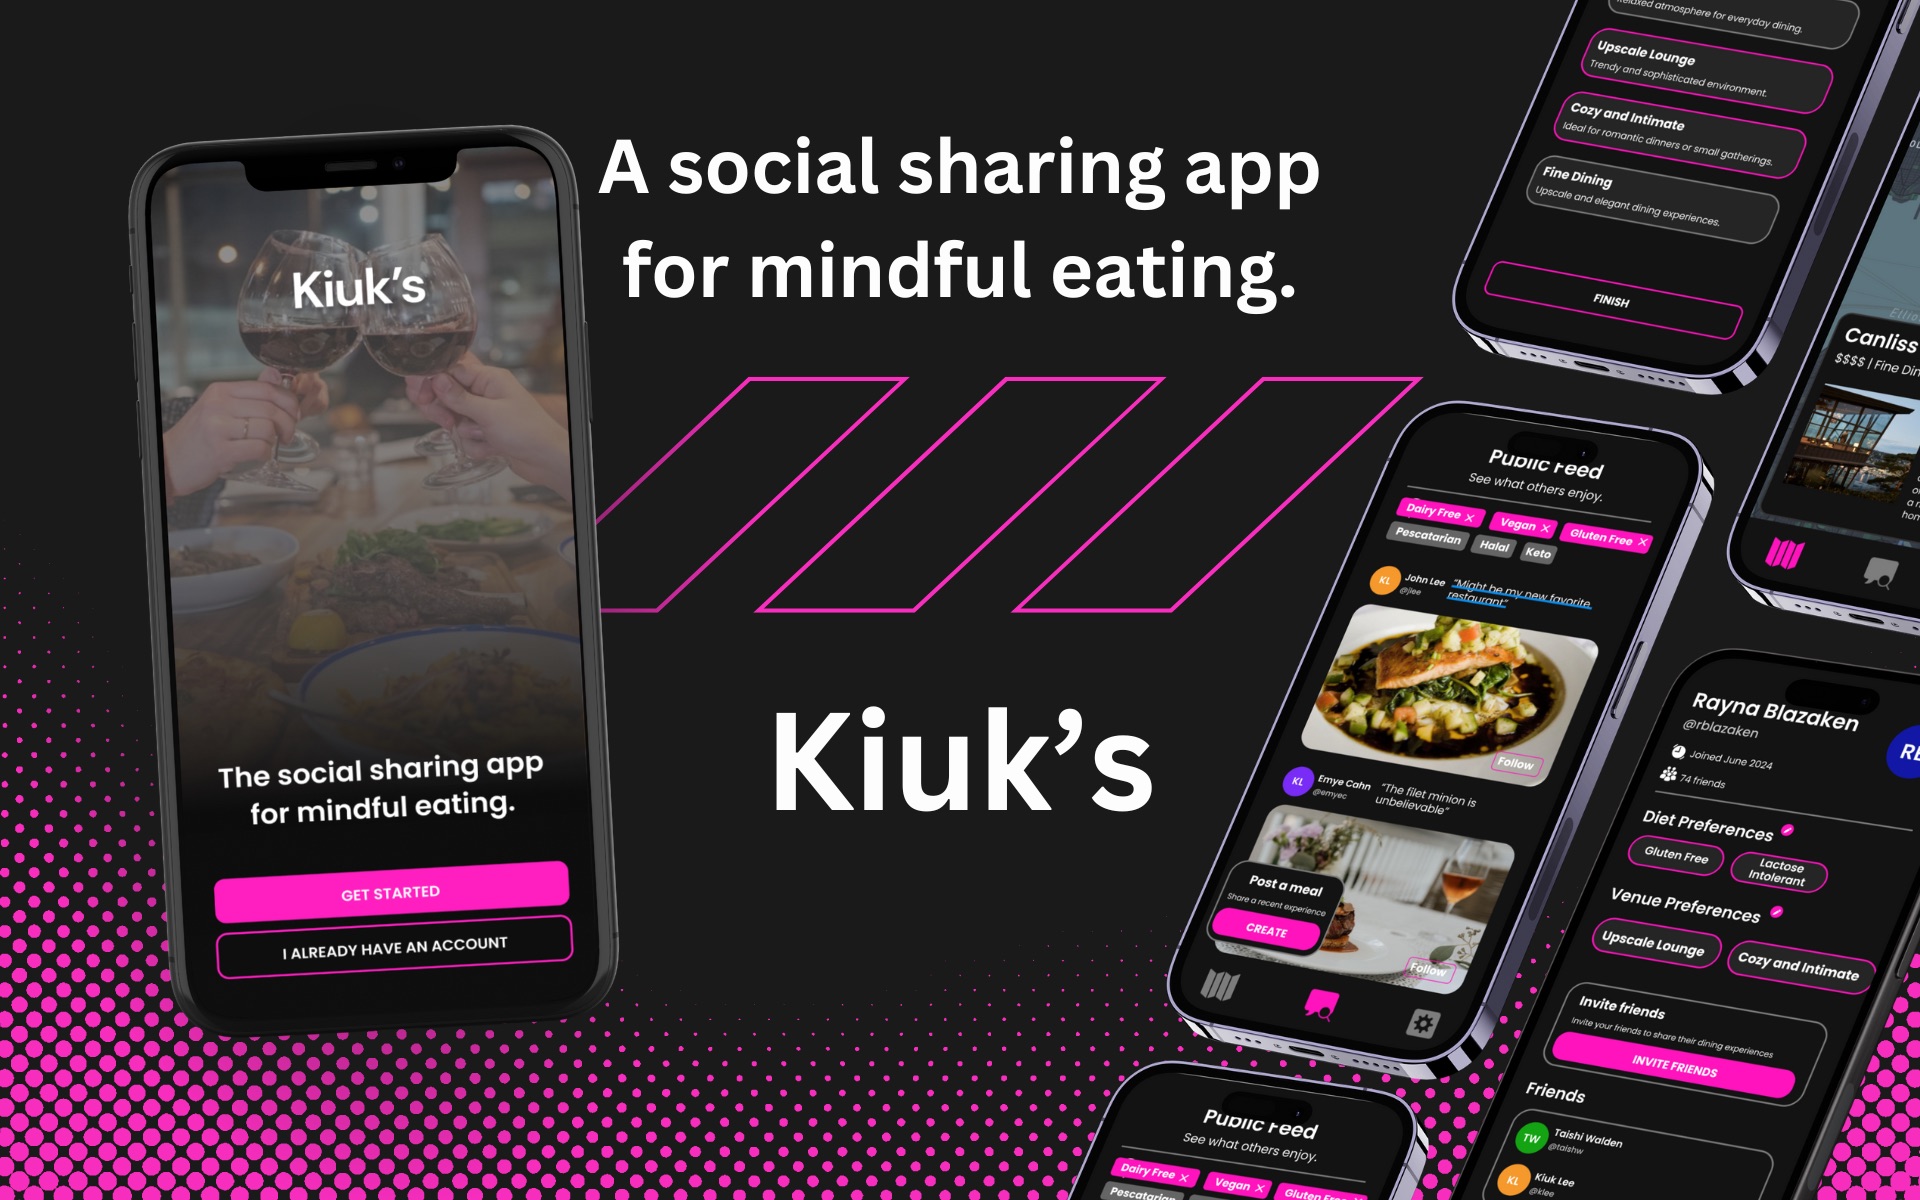 Kiuk's
The social sharing app
for mindful eating.
GET STARTED
I ALREADY HAVE AN ACCOUNT
A social sharing app
for mindful eating.
Kiuk's
Relaxed atmosphere for everyday dining.
Upscale Lounge
Trendy and sophisticated environment.
Cozy and Intimate
Ideal for romantic dinners or small gatherings.
Fine Dining
Upscale and elegant dining experiences.
FINISH
Canliss
$$$$ | Fine Din
Public Feed
See what others enjoy.
Dairy Free × Vegan × Gluten Free ×
Pescatarian Halal Keto
KL John Lee "Might be my new favorite
@jlee restaurant"
Follow
KL Emye Cahn "The filet minion is
@emyec unbelievable"
Post a meal
Share a recent experience
CREATE
Follow
Rayna Blazaken
@rblazaken
Joined June 2024
74 friends
Diet Preferences
Gluten Free Lactose
Intolerant
Venue Preferences
Upscale Lounge Cozy and Intimate
Invite friends
Invite your friends to share their dining experiences
INVITE FRIENDS
Friends
TW Taishi Walden
@taishw
KL Kiuk Lee
@klee
Public Feed
See what others enjoy.
Dairy Free × Vegan × Gluten Free ×
Pescatarian